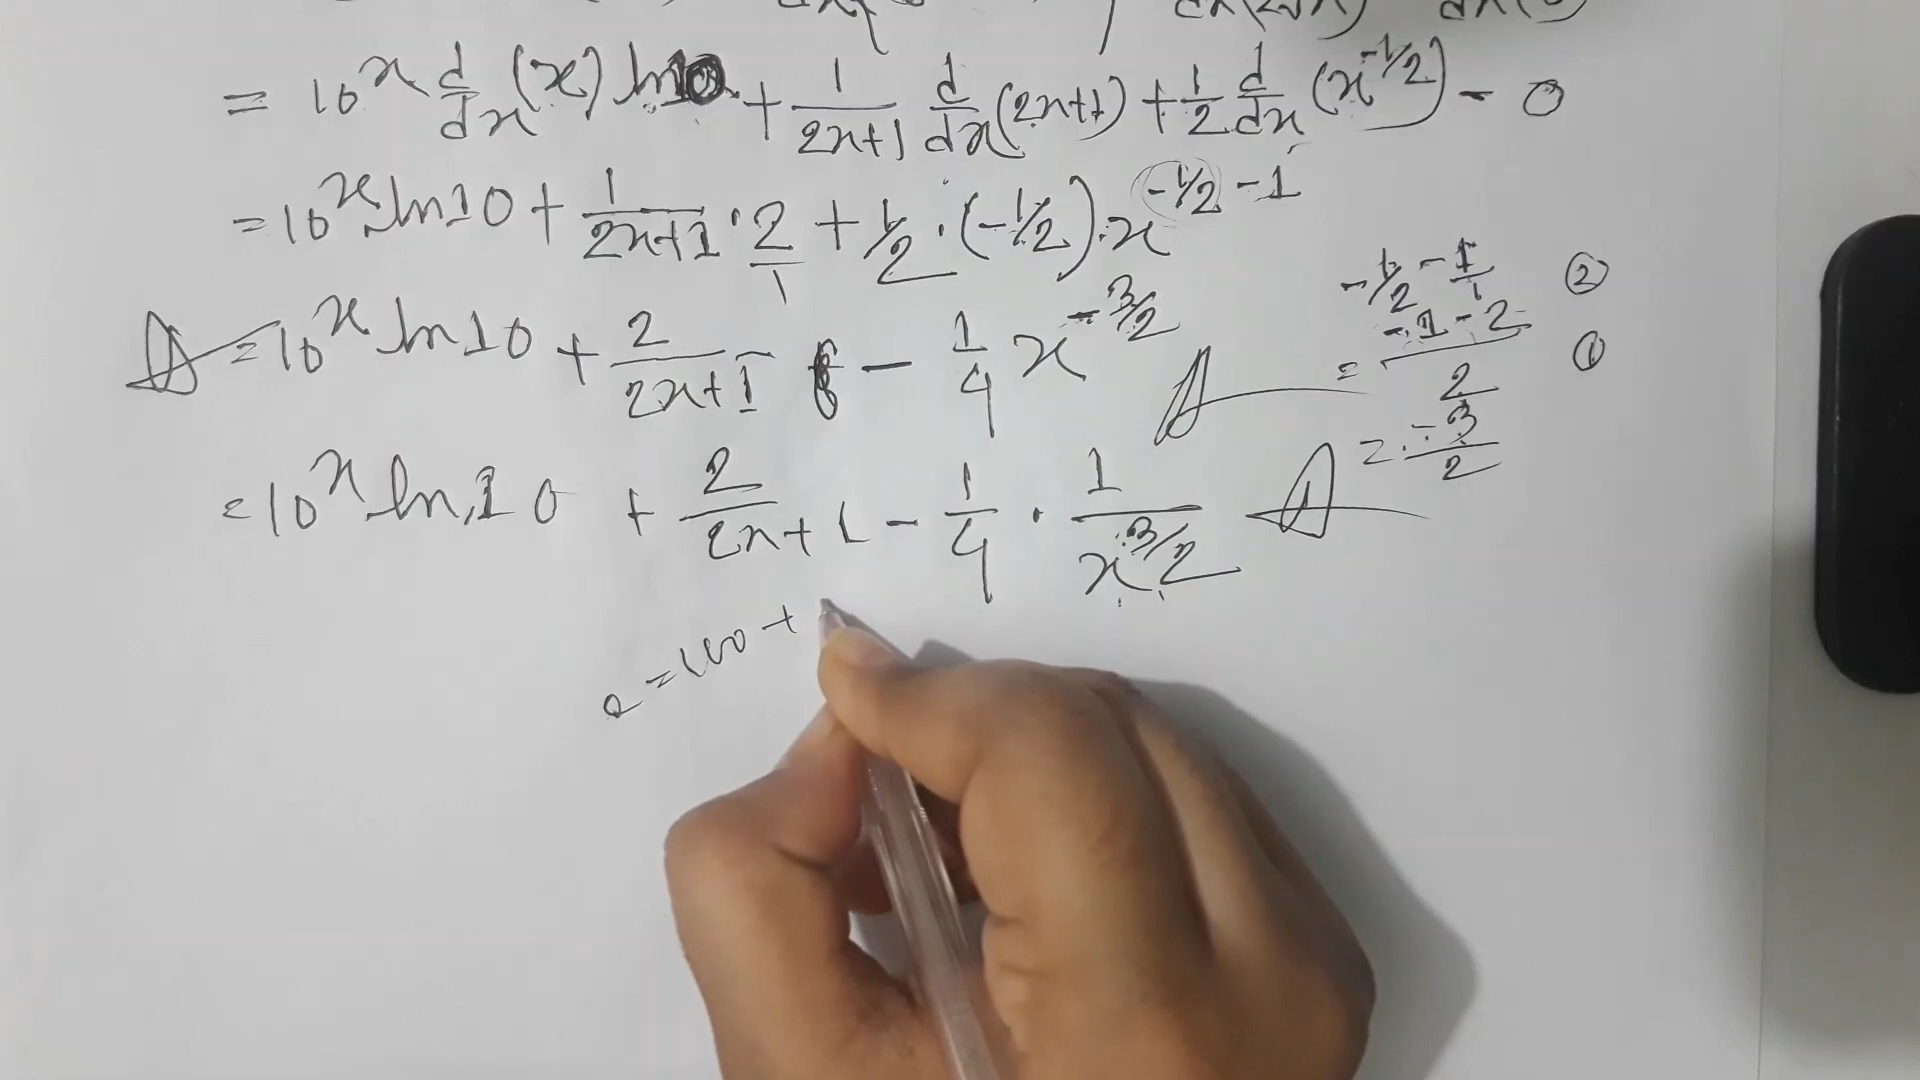 = 10^x d/dx (x) ln10 + 1/(2x+1) d/dx (2x+1) + 1/2 d/dx (x^-1/2) - 0
= 10^x ln10 + 1/(2x+1) · 2/1 + 1/2 · (-1/2) · x^-1/2 -1
= 10^x ln10 + 2/(2x+1) - 1/4 x^-3/2
= 10^x ln10 + 2/(2x+1) - 1/4 · 1/x^3/2
-1/2 - 1/1 ②
= (-1-2)/2 ①
= -3/2
= 100 +